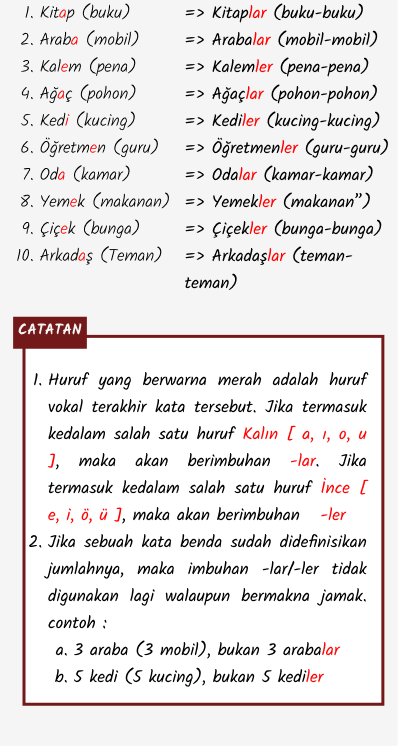 1. Kitap (buku) => Kitaplar (buku-buku)
2. Araba (mobil) => Arabalar (mobil-mobil)
3. Kalem (pena) => Kalemler (pena-pena)
4. Ağaç (pohon) => Ağaçlar (pohon-pohon)
5. Kedi (kucing) => Kediler (kucing-kucing)
6. Öğretmen (guru) => Öğretmenler (guru-guru)
7. Oda (kamar) => Odalar (kamar-kamar)
8. Yemek (makanan) => Yemekler (makanan”)
9. Çiçek (bunga) => Çiçekler (bunga-bunga)
10. Arkadaş (Teman) => Arkadaşlar (teman-
teman)
CATATAN
1. Huruf yang berwarna merah adalah huruf
vokal terakhir kata tersebut. Jika termasuk
kedalam salah satu huruf Kalın [ a, ı, o, u
], maka akan berimbuhan -lar. Jika
termasuk kedalam salah satu huruf İnce [
e, i, ö, ü ], maka akan berimbuhan -ler
2. Jika sebuah kata benda sudah didefinisikan
jumlahnya, maka imbuhan -lar/-ler tidak
digunakan lagi walaupun bermakna jamak.
contoh :
a. 3 araba (3 mobil), bukan 3 arabalar
b. 5 kedi (5 kucing), bukan 5 kediler